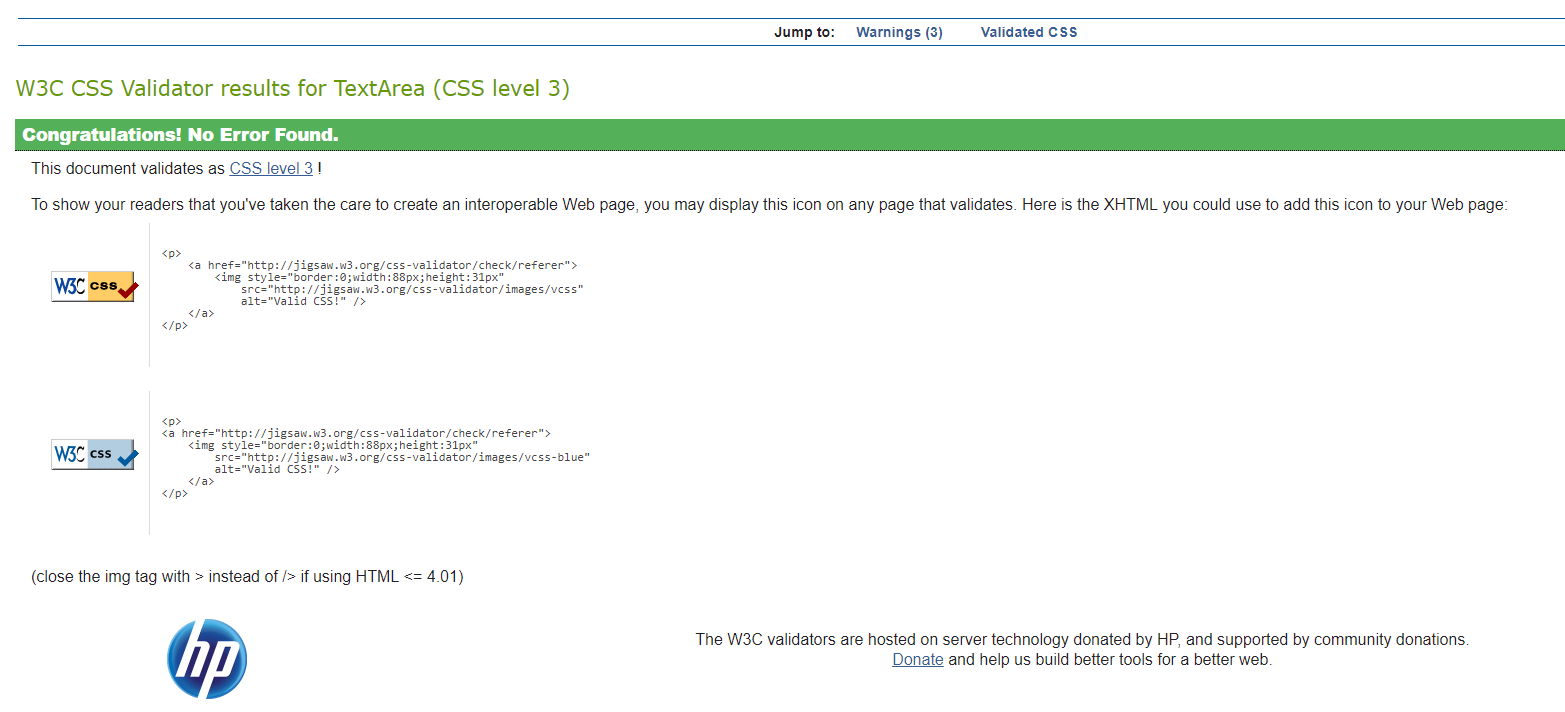 Jump to: Warnings (3) Validated CSS
W3C CSS Validator results for TextArea (CSS level 3)
Congratulations! No Error Found.
This document validates as CSS level 3 !
To show your readers that you've taken the care to create an interoperable Web page, you may display this icon on any page that validates. Here is the XHTML you could use to add this icon to your Web page:
W3C css
<p>
<a href="http://jigsaw.w3.org/css-validator/check/referer">
<img style="border:0;width:88px;height:31px"
src="http://jigsaw.w3.org/css-validator/images/vcss"
alt="Valid CSS!" />
</a>
</p>
W3C css
<p>
<a href="http://jigsaw.w3.org/css-validator/check/referer">
<img style="border:0;width:88px;height:31px"
src="http://jigsaw.w3.org/css-validator/images/vcss-blue"
alt="Valid CSS!" />
</a>
</p>
(close the img tag with > instead of /> if using HTML <= 4.01)
hp
The W3C validators are hosted on server technology donated by HP, and supported by community donations.
Donate and help us build better tools for a better web.